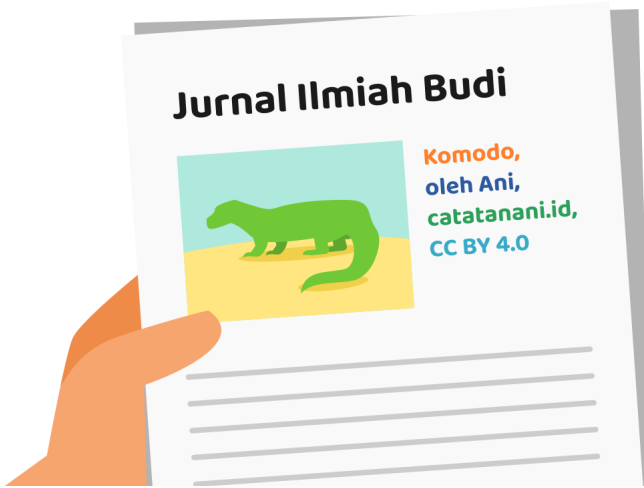 Jurnal Ilmiah Budi
Komodo,
oleh Ani,
catatanani.id,
CC BY 4.0